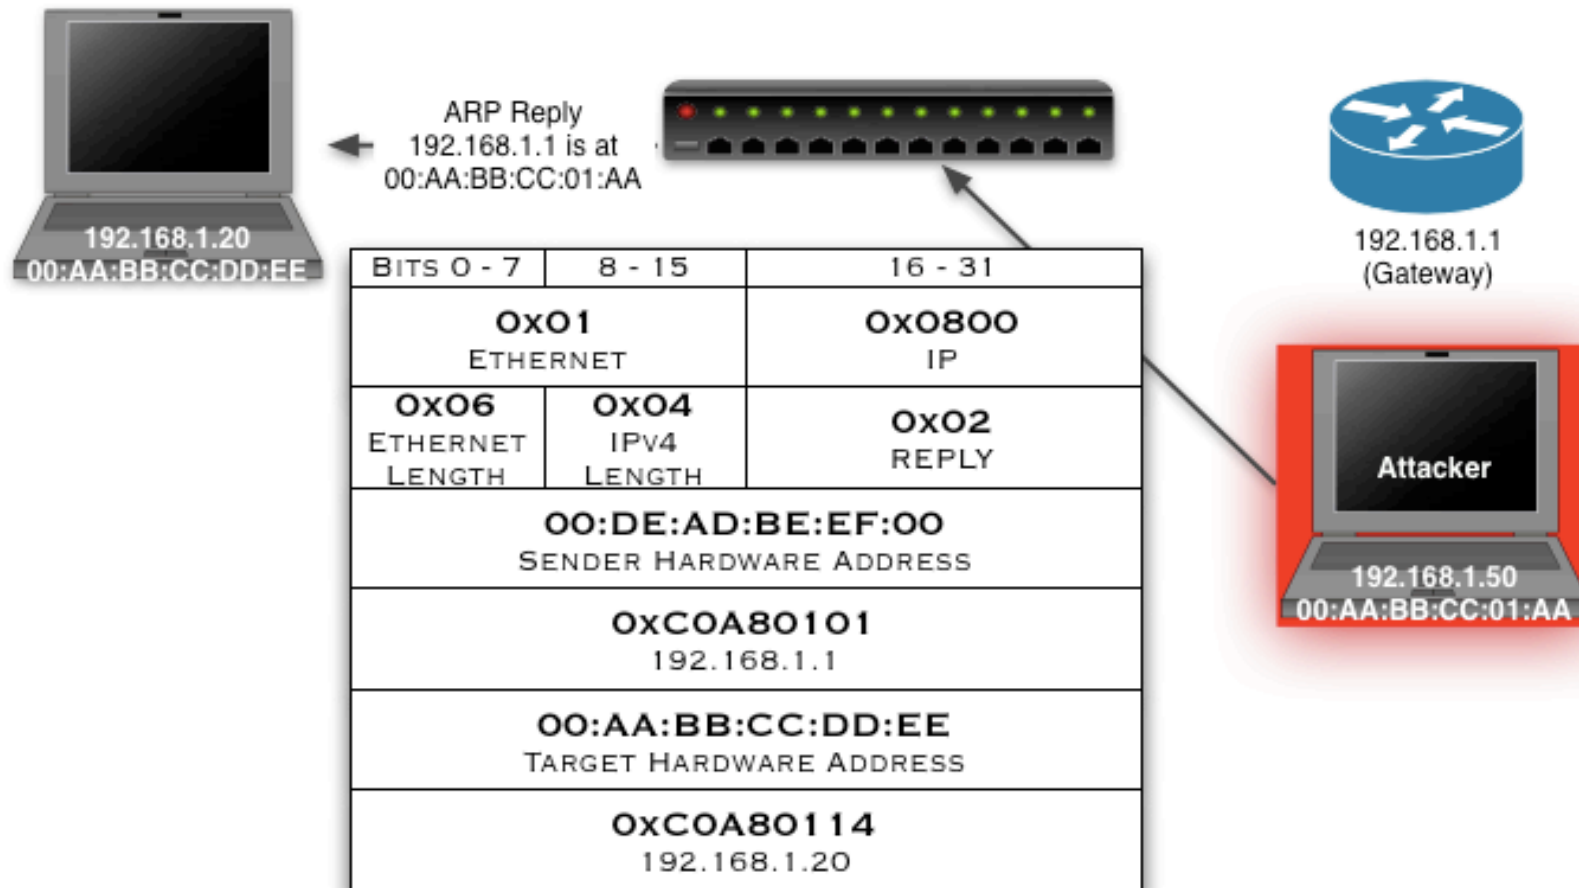 ARP Reply
192.168.1.1 is at
00:AA:BB:CC:01:AA
192.168.1.20
00:AA:BB:CC:DD:EE
192.168.1.1
(Gateway)
BITS 0 - 7 8 - 15 16 - 31
0x01 0x0800
ETHERNET IP
0x06 0x04 0x02
ETHERNET IPV4 REPLY
LENGTH LENGTH
00:DE:AD:BE:EF:00
SENDER HARDWARE ADDRESS
0xC0A80101
192.168.1.1
00:AA:BB:CC:DD:EE
TARGET HARDWARE ADDRESS
0xC0A80114
192.168.1.20
Attacker
192.168.1.50
00:AA:BB:CC:01:AA